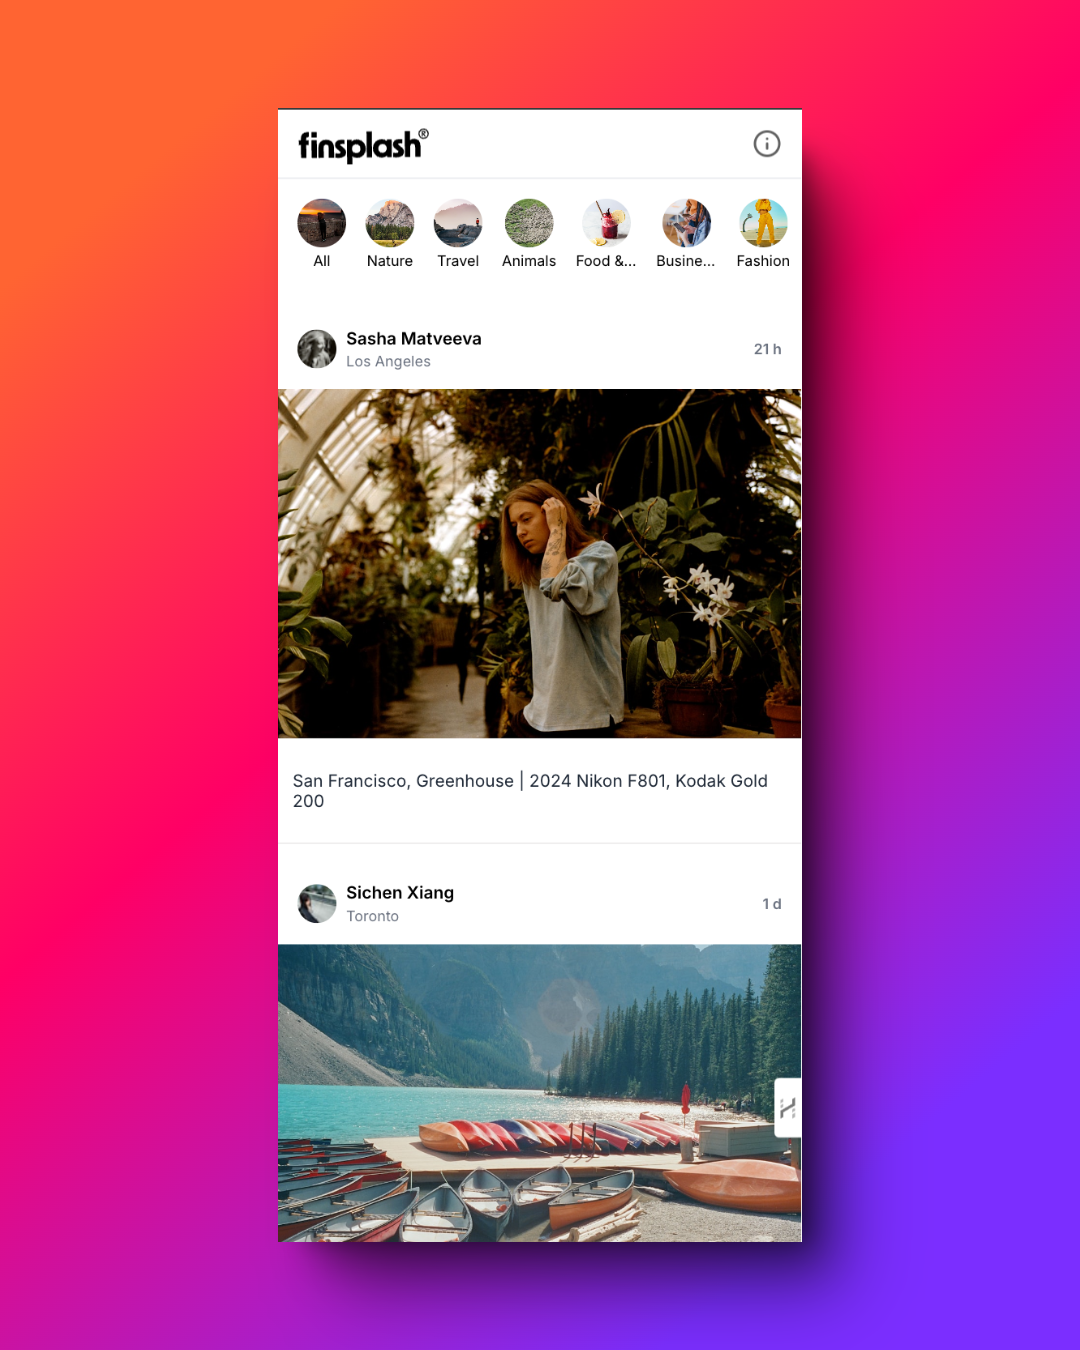 finsplash®
All
Nature
Travel
Animals
Food &...
Busine...
Fashion
Sasha Matveeva
Los Angeles
21 h
San Francisco, Greenhouse | 2024 Nikon F801, Kodak Gold
200
Sichen Xiang
Toronto
1 d